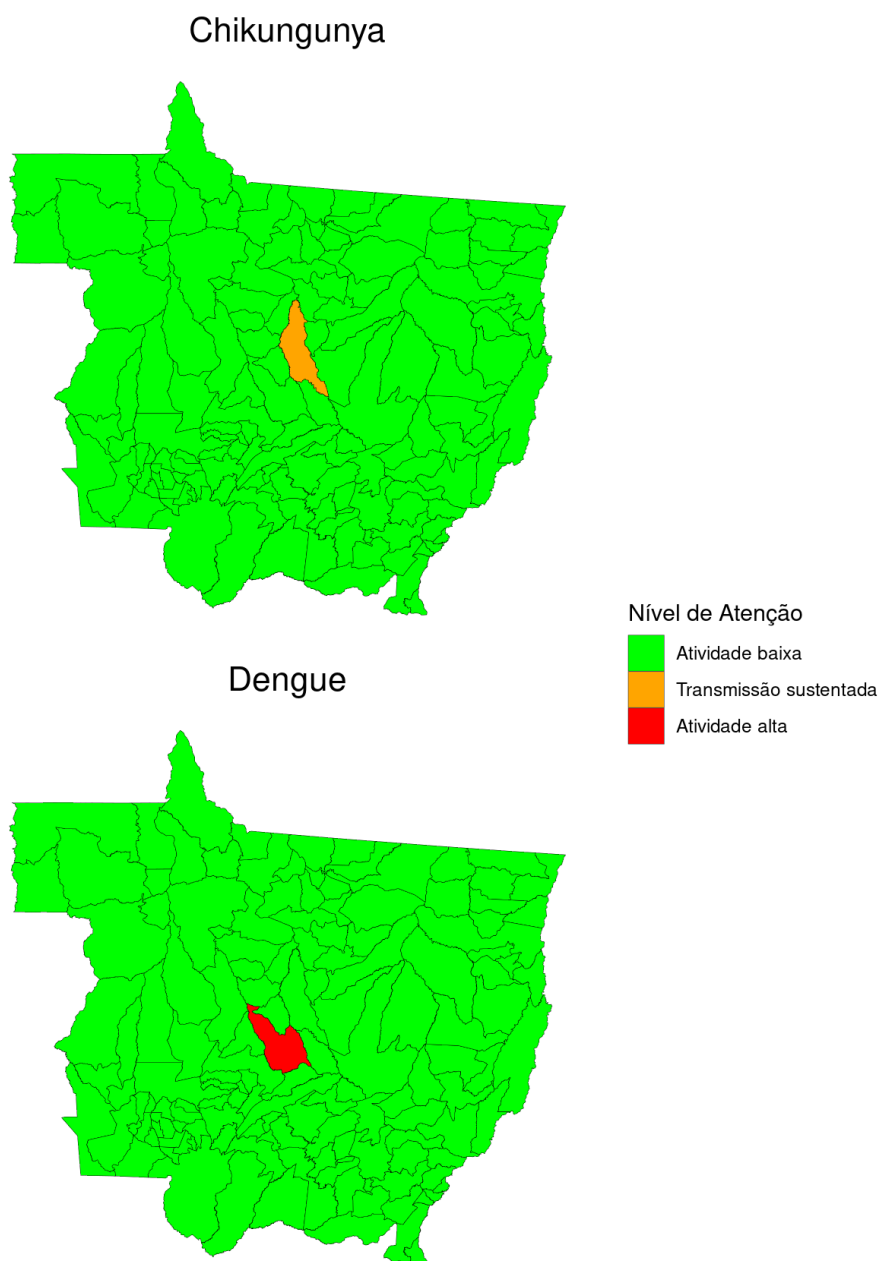 Chikungunya
Nível de Atenção
Atividade baixa
Transmissão sustentada
Atividade alta
Dengue